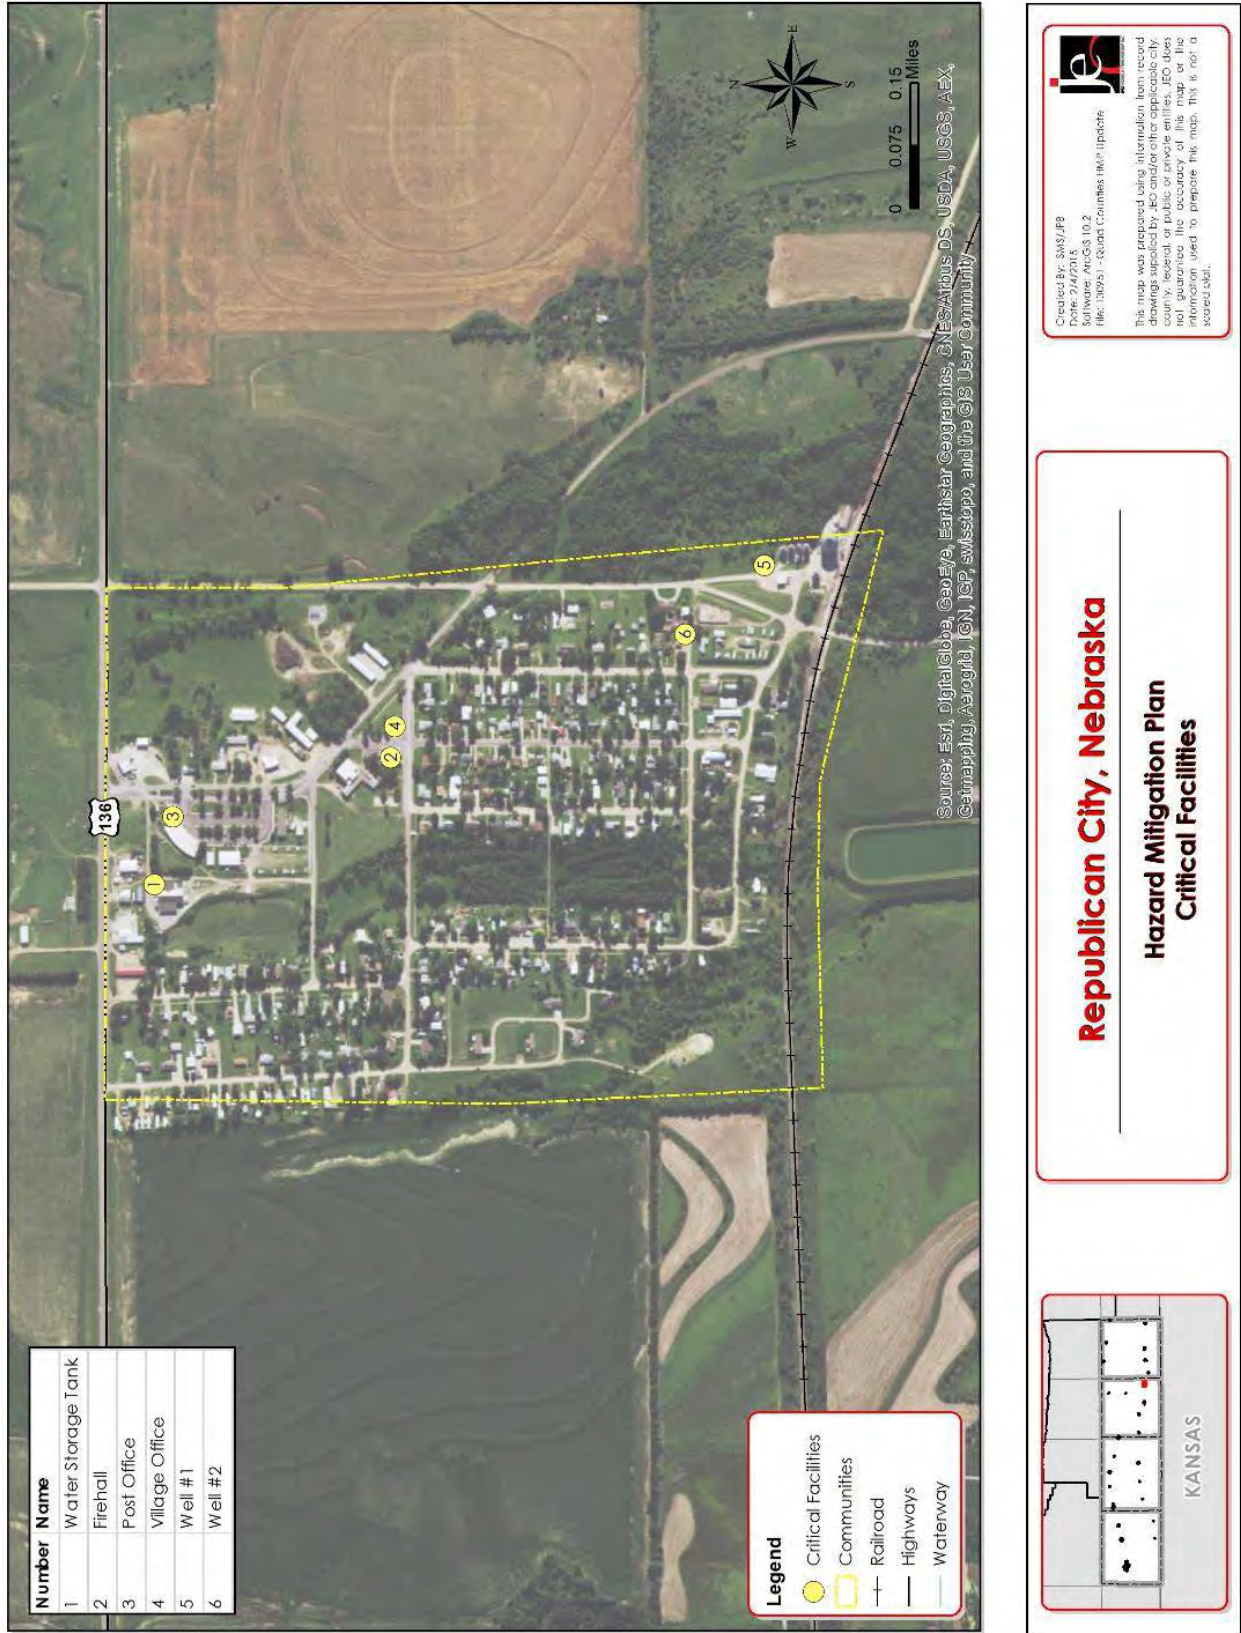 Number Name
1 Water Storage Tank
2 Firehall
3 Post Office
4 Village Office
5 Well #1
6 Well #2
136
1
2
3
4
5
6
N
E
S
W
0 0.075 0.15
Miles
Source: Esri, DigitalGlobe, GeoEye, Earthstar Geographics, CNES/Airbus DS, USDA, USGS, AEX,
Getmapping, Aerogrid, IGN, IGP, swisstopo, and the GIS User Community
Legend
Critical Facilities
Communities
Railroad
Highways
Waterway
KANSAS
Republican City, Nebraska
Hazard Mitigation Plan
Critical Facilities
Created By: SMS/JPB
Date: 2/4/2015
Software: ArcGIS 10.2
File: 130951 - Quad Counties HMP Update
This map was prepared using information from record
drawings supplied by JEO and/or other applicable city,
county, federal, or public or private entities. JEO does
not guarantee the accuracy of this map or the
information used to prepare this map. This is not a
scaled plat.